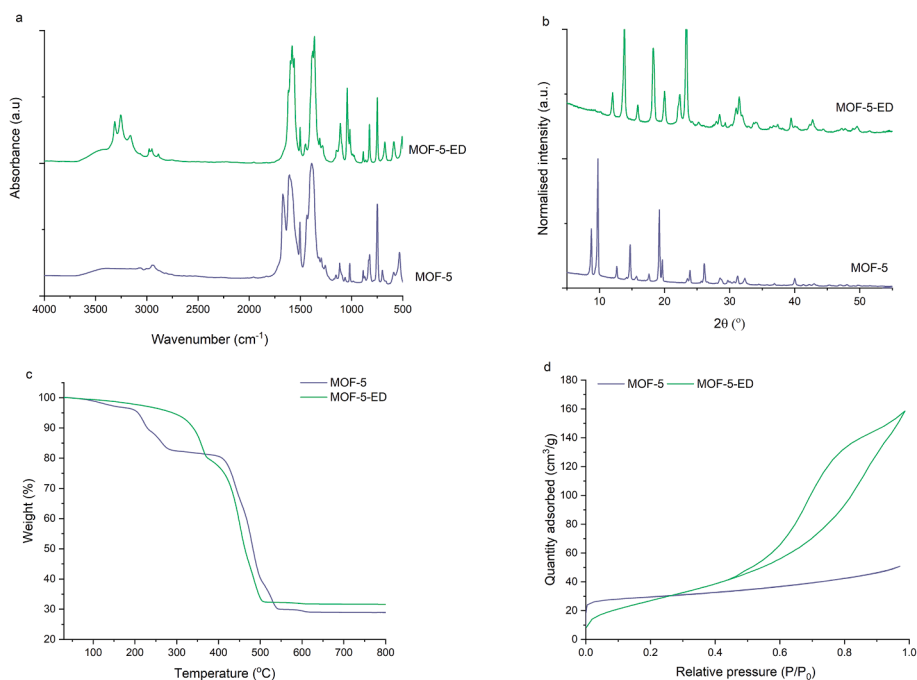 a
Absorbance (a.u)
MOF-5-ED
MOF-5
4000 3500 3000 2500 2000 1500 1000 500
Wavenumber (cm⁻¹)
b
Normalised intensity (a.u.)
MOF-5-ED
MOF-5
10 20 30 40 50
2θ (°)
c
MOF-5
MOF-5-ED
Weight (%)
100
90
80
70
60
50
40
30
20
100 200 300 400 500 600 700 800
Temperature (°C)
d
MOF-5 MOF-5-ED
Quantity adsorbed (cm³/g)
180
160
140
120
100
80
60
40
20
0
0.0 0.2 0.4 0.6 0.8 1.0
Relative pressure (P/P₀)